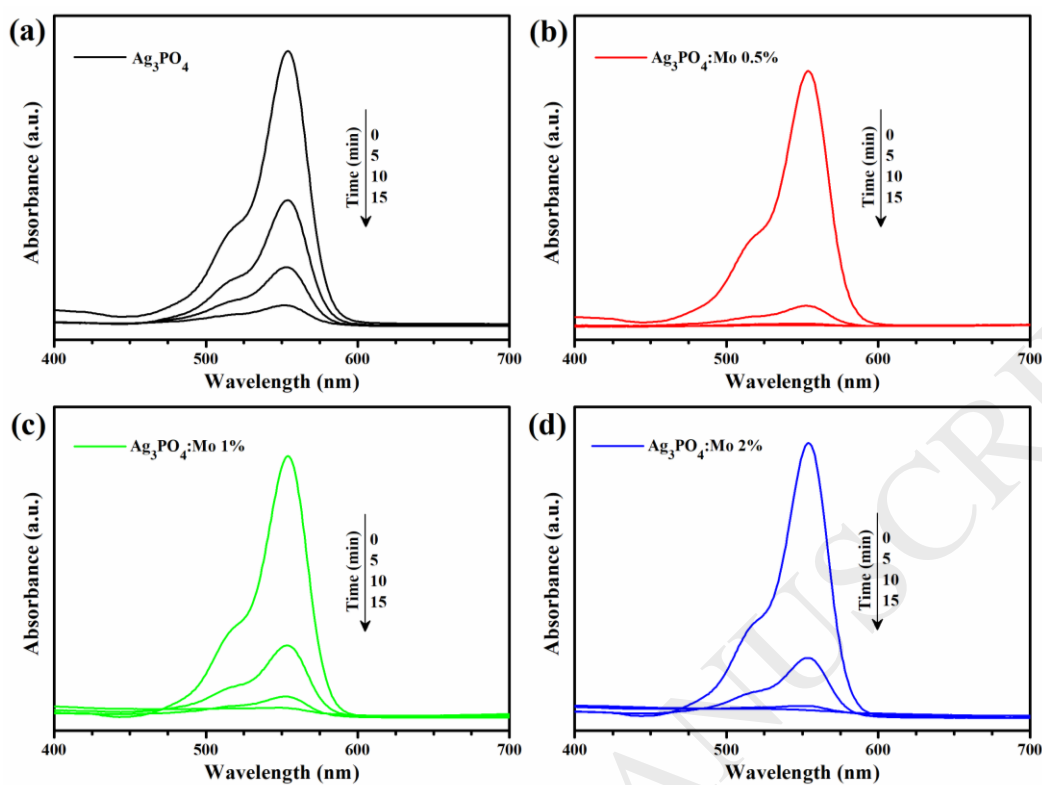 (a)
Ag₃PO₄
Time (min)
0
5
10
15
Absorbance (a.u.)
400 500 600 700
Wavelength (nm)
(b)
Ag₃PO₄:Mo 0.5%
Time (min)
0
5
10
15
Absorbance (a.u.)
400 500 600 700
Wavelength (nm)
(c)
Ag₃PO₄:Mo 1%
Time (min)
0
5
10
15
Absorbance (a.u.)
400 500 600 700
Wavelength (nm)
(d)
Ag₃PO₄:Mo 2%
Time (min)
0
5
10
15
Absorbance (a.u.)
400 500 600 700
Wavelength (nm)
ANUSCRI